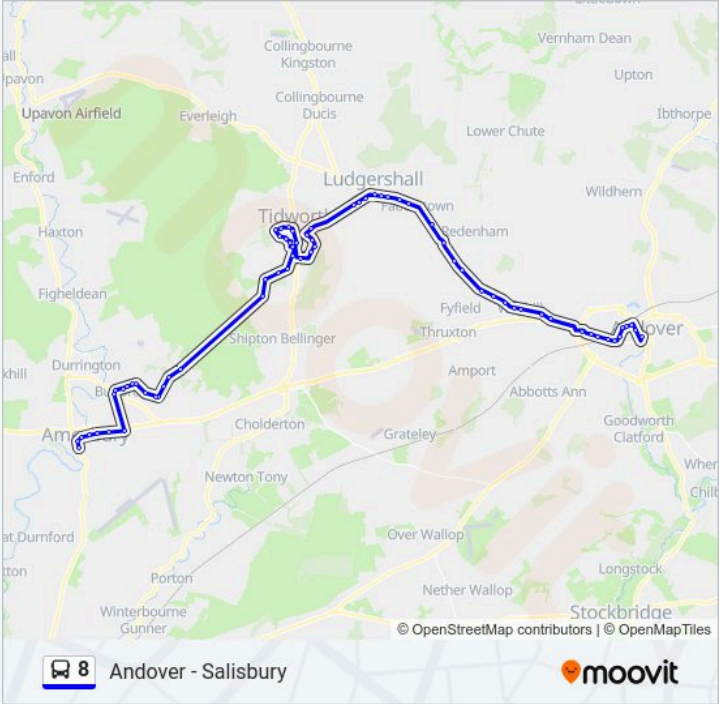 Vernham Dean
Collingbourne
Kingston
Upton
Upavon Airfield
Collingbourne
Ducis
Everleigh
Ibthorpe
Lower Chute
Enford
Ludgershall
Wildhern
Tidworth
Haxton
Redenham
Figheldean
Fyfield
Thruxton
Shipton Bellinger
Durrington
Amport
Abbotts Ann
Cholderton
Grateley
Goodworth
Clatford
Newton Tony
Over Wallop
Porton
Longstock
Nether Wallop
Winterbourne
Gunner
Stockbridge
© OpenStreetMap contributors | © OpenMapTiles
8 Andover - Salisbury
moovit